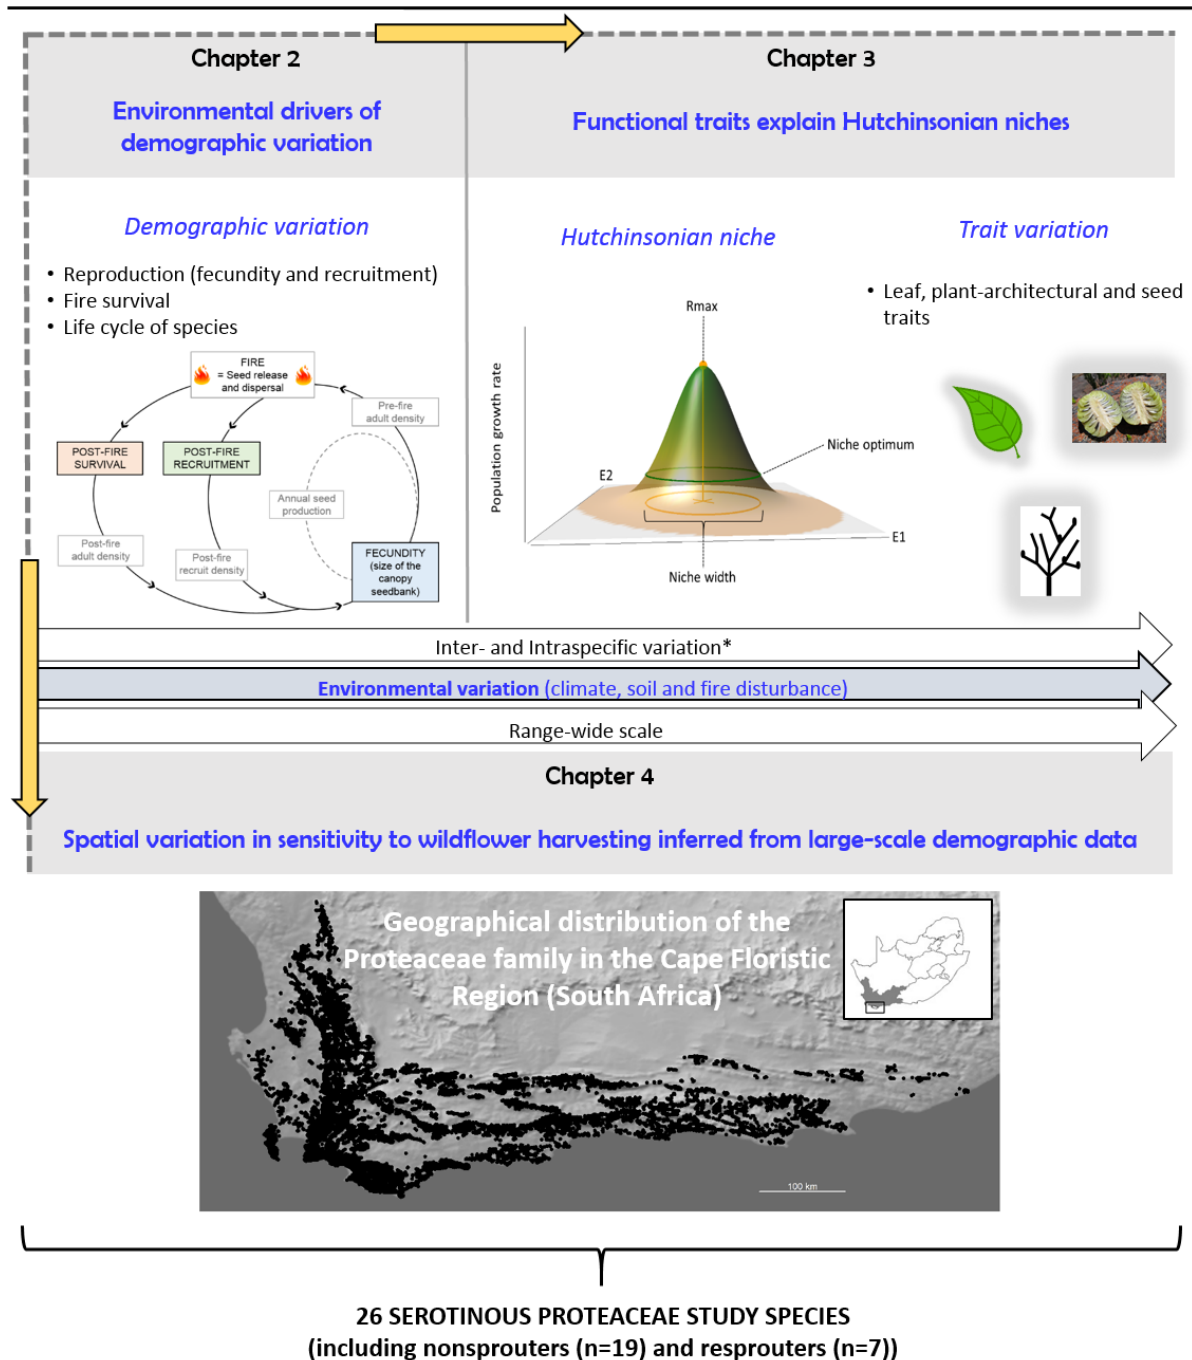 Chapter 2
Environmental drivers of
demographic variation
Chapter 3
Functional traits explain Hutchinsonian niches
Demographic variation
• Reproduction (fecundity and recruitment)
• Fire survival
• Life cycle of species
FIRE
= Seed release
and dispersal
Pre-fire
adult density
POST-FIRE
SURVIVAL
POST-FIRE
RECRUITMENT
Annual seed
production
Post-fire
adult density
Post-fire
recruit density
FECUNDITY
(size of the
canopy
seedbank)
Hutchinsonian niche
Rmax
Population growth rate
Niche optimum
E2
E1
Niche width
Trait variation
• Leaf, plant-architectural and seed
traits
Inter- and Intraspecific variation*
Environmental variation (climate, soil and fire disturbance)
Range-wide scale
Chapter 4
Spatial variation in sensitivity to wildflower harvesting inferred from large-scale demographic data
Geographical distribution of the
Proteaceae family in the Cape Floristic
Region (South Africa)
100 km
26 SEROTINOUS PROTEACEAE STUDY SPECIES
(including nonsprouters (n=19) and resprouters (n=7))